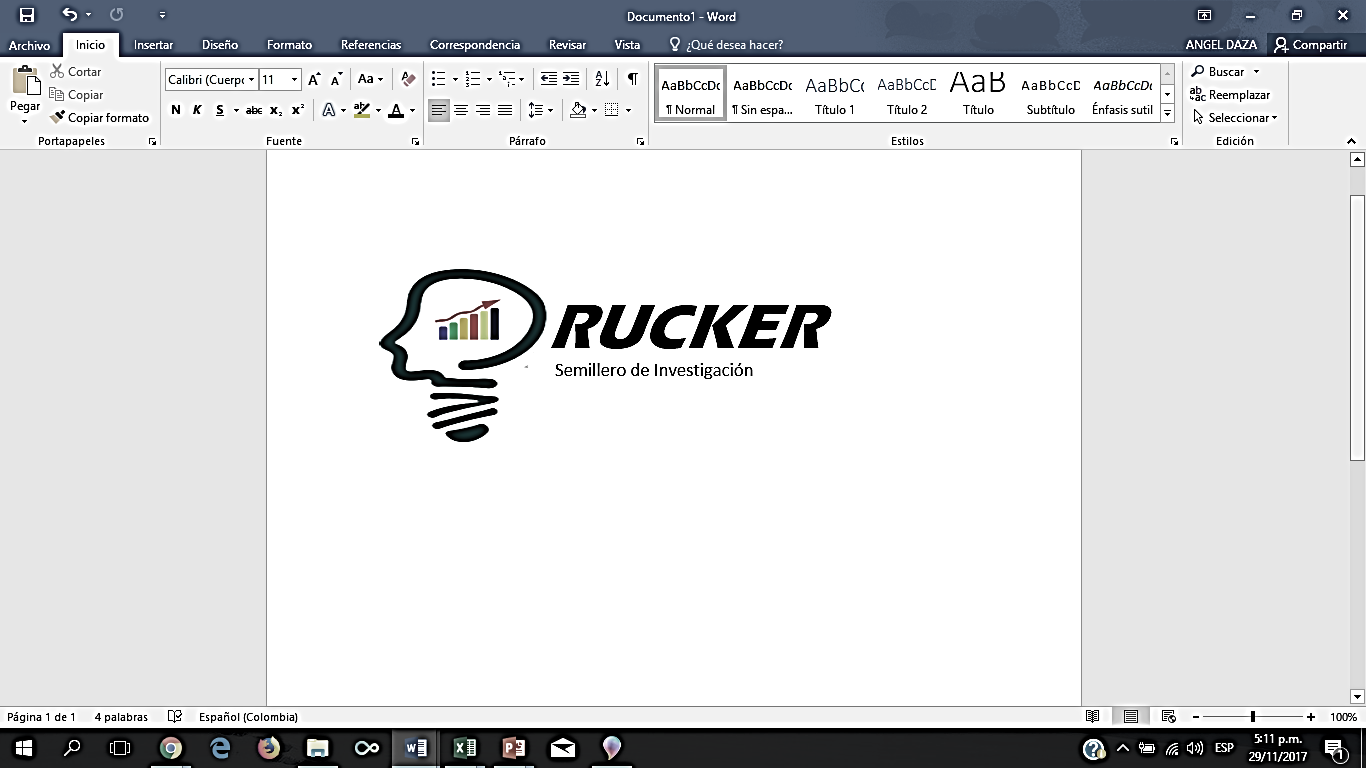 Documento1 - Word
Archivo Inicio Insertar Diseño Formato Referencias Correspondencia Revisar Vista ¿Qué desea hacer? ANGEL DAZA Compartir
Pegar
Cortar
Copiar
Copiar formato
Portapapeles
Calibri (Cuerpo 11 Aa
N K S abc x₂ x² A ab A
Fuente
Párrafo
AaBbCcDc AaBbCcDc AaBbCc AaBbCcD AaB AaBbCcD AaBbCcDt
¶ Normal ¶ Sin espa... Título 1 Título 2 Título Subtítulo Énfasis sutil
Estilos
Buscar
Reemplazar
Seleccionar
Edición
RUCKER
Semillero de Investigación
Página 1 de 1 4 palabras Español (Colombia) 100%
ESP 5:11 p.m.
29/11/2017
1